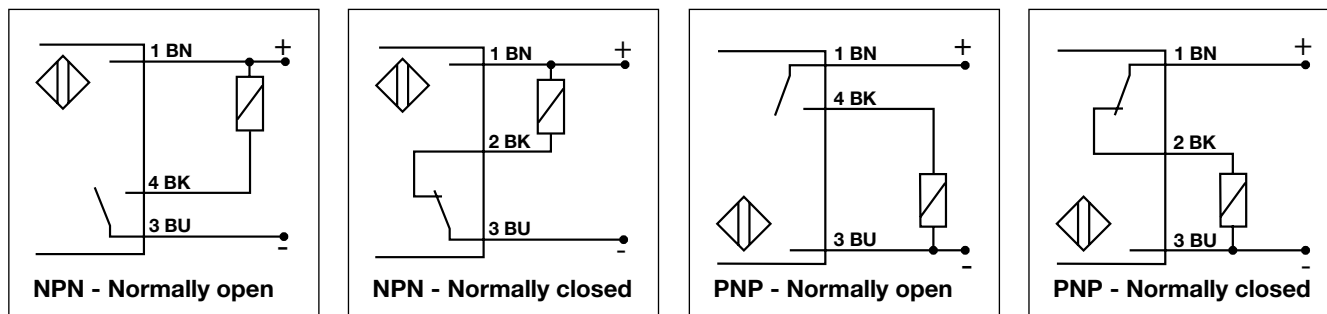 1 BN
+
4 BK
3 BU
-
NPN - Normally open
1 BN
+
2 BK
3 BU
-
NPN - Normally closed
1 BN
+
4 BK
3 BU
-
PNP - Normally open
1 BN
+
2 BK
3 BU
-
PNP - Normally closed